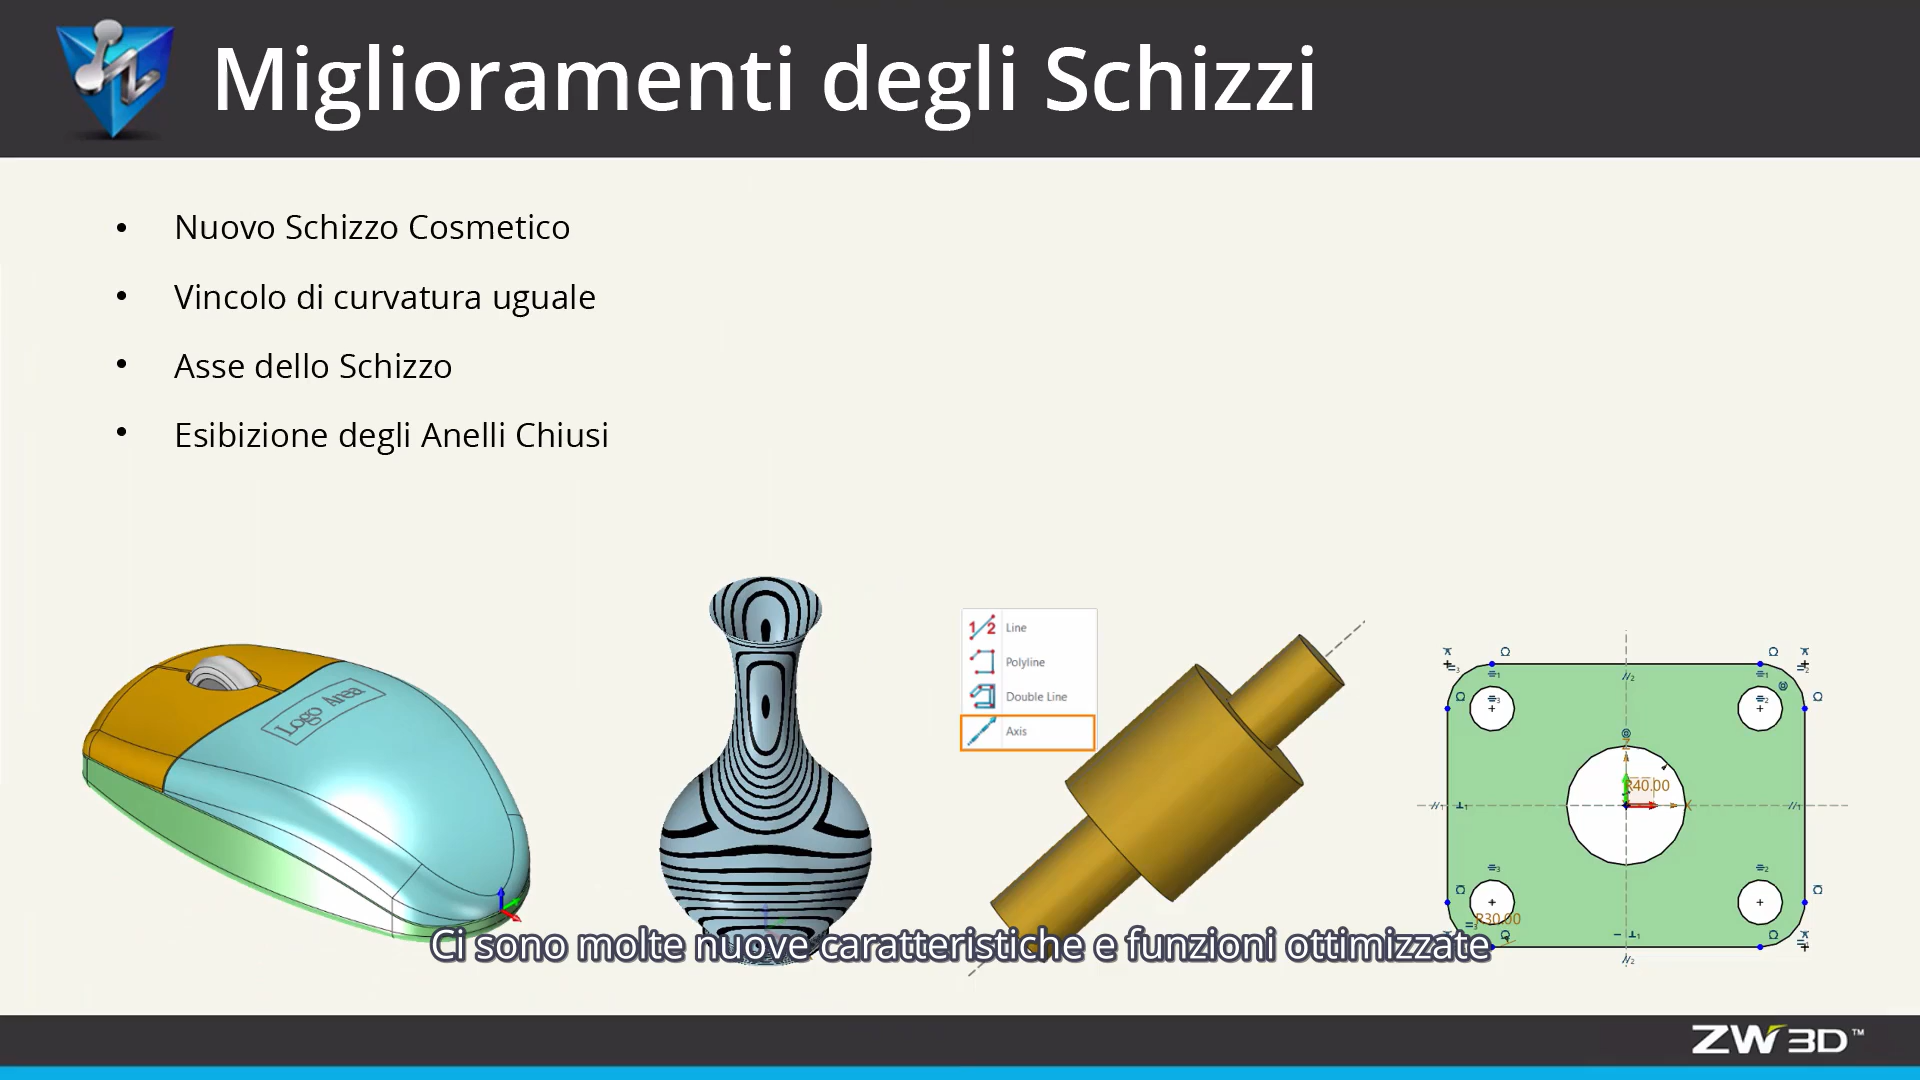 Miglioramenti degli Schizzi
• Nuovo Schizzo Cosmetico
• Vincolo di curvatura uguale
• Asse dello Schizzo
• Esibizione degli Anelli Chiusi
Logo Area
Line
Polyline
Double Line
Axis
R40.00
X
R30.00
Ci sono molte nuove caratteristiche e funzioni ottimizzate
ZW3D™